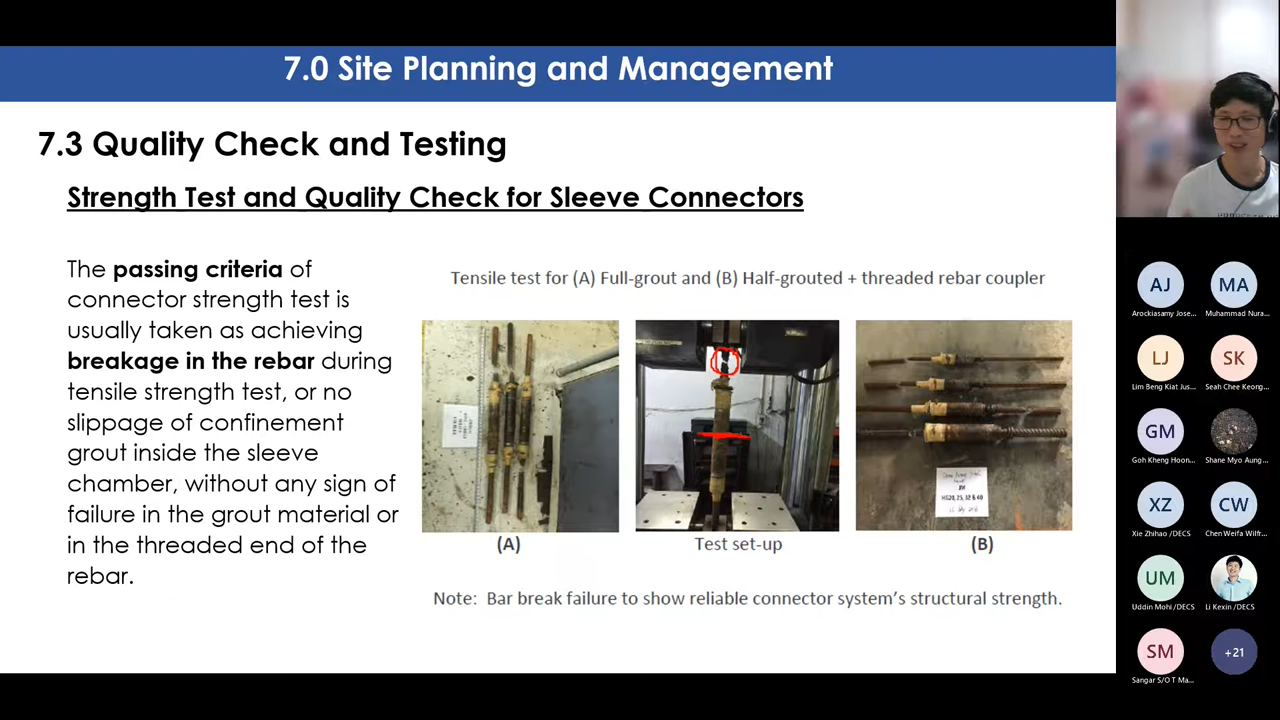 7.0 Site Planning and Management
7.3 Quality Check and Testing
Strength Test and Quality Check for Sleeve Connectors
The passing criteria of
connector strength test is
usually taken as achieving
breakage in the rebar during
tensile strength test, or no
slippage of confinement
grout inside the sleeve
chamber, without any sign of
failure in the grout material or
in the threaded end of the
rebar.
Tensile test for (A) Full-grout and (B) Half-grouted + threaded rebar coupler
(A)
Test set-up
(B)
Note: Bar break failure to show reliable connector system's structural strength.
AJ
Arockiasamy Jose...
MA
Muhammad Nura...
LJ
Lim Beng Kiat Jus...
SK
Seah Chee Keong...
GM
Goh Kheng Hoon...
Shane Myo Aung...
XZ
Xie Zhihao /DECS
CW
Chen Weifa Wilfr...
UM
Uddin Mohi /DECS
Li Kexin /DECS
SM
Sangar S/O T Ma...
+21